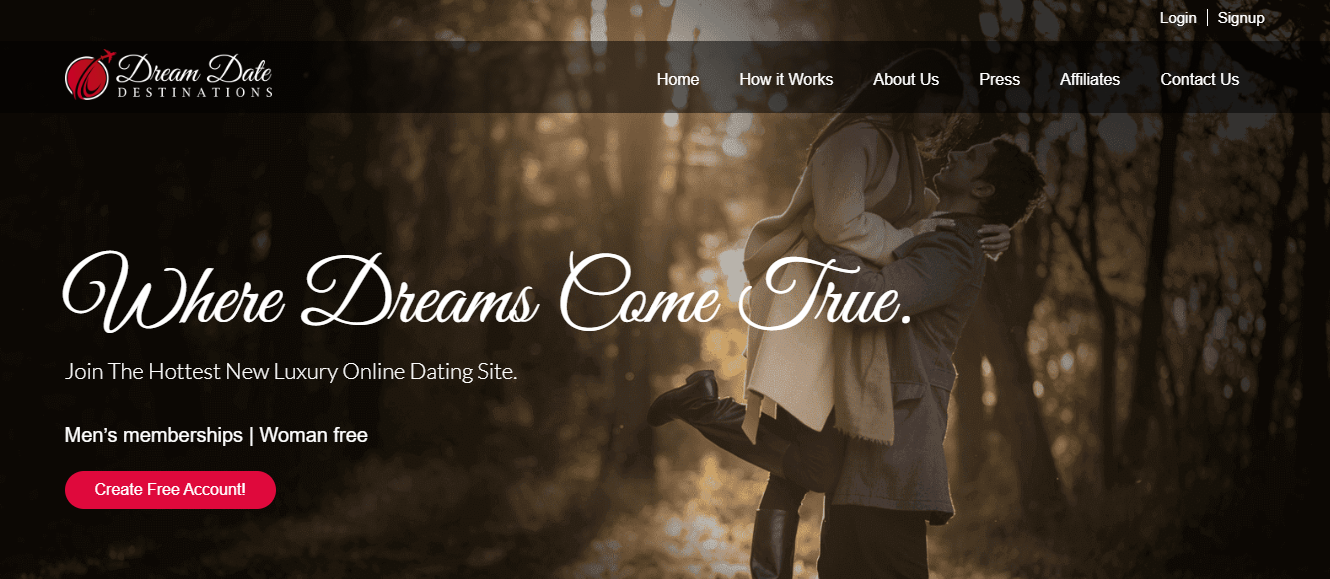 Login | Signup
Dream Date
DESTINATIONS
Home How it Works About Us Press Affiliates Contact Us
Where Dreams Come True.
Join The Hottest New Luxury Online Dating Site.
Men's memberships | Woman free
Create Free Account!